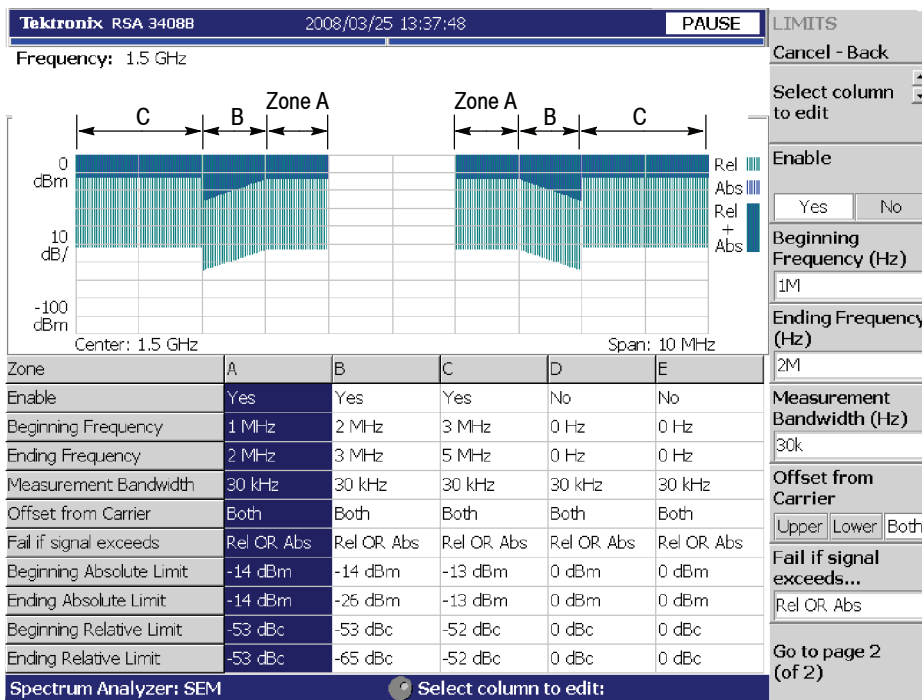 Tektronix RSA 3408B 2008/03/25 13:37:48 PAUSE
Frequency: 1.5 GHz
C B Zone A Zone A B C
0
dBm
10
dB/
-100
dBm
Rel
Abs
Rel
+
Abs
Center: 1.5 GHz Span: 10 MHz
Zone A B C D E
Enable Yes Yes Yes No No
Beginning Frequency 1 MHz 2 MHz 3 MHz 0 Hz 0 Hz
Ending Frequency 2 MHz 3 MHz 5 MHz 0 Hz 0 Hz
Measurement Bandwidth 30 kHz 30 kHz 30 kHz 30 kHz 30 kHz
Offset from Carrier Both Both Both Both Both
Fail if signal exceeds Rel OR Abs Rel OR Abs Rel OR Abs Rel OR Abs Rel OR Abs
Beginning Absolute Limit -14 dBm -14 dBm -13 dBm 0 dBm 0 dBm
Ending Absolute Limit -14 dBm -26 dBm -13 dBm 0 dBm 0 dBm
Beginning Relative Limit -53 dBc -53 dBc -52 dBc 0 dBc 0 dBc
Ending Relative Limit -53 dBc -65 dBc -52 dBc 0 dBc 0 dBc
Spectrum Analyzer: SEM Select column to edit:
LIMITS
Cancel - Back
Select column
to edit
Enable
Yes No
Beginning
Frequency (Hz)
1M
Ending Frequency
(Hz)
2M
Measurement
Bandwidth (Hz)
30k
Offset from
Carrier
Upper Lower Both
Fail if signal
exceeds...
Rel OR Abs
Go to page 2
(of 2)